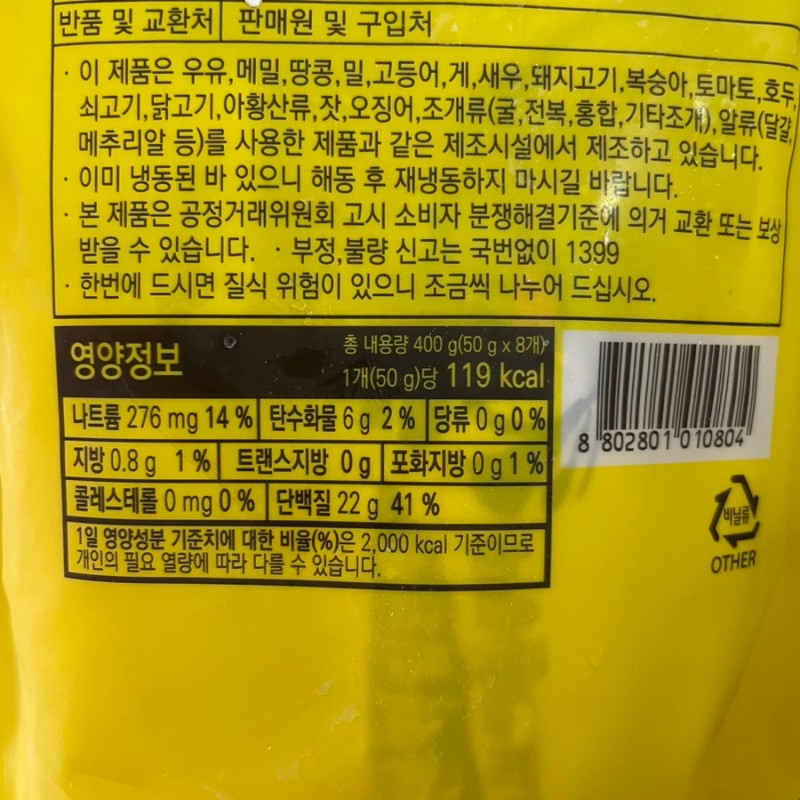 반품 및 교환처 판매원 및 구입처
· 이 제품은 우유,메밀,땅콩,밀,고등어,게,새우,돼지고기,복숭아,토마토,호두,
쇠고기,닭고기,아황산류,잣,오징어,조개류(굴,전복,홍합,기타조개),알류(달걀,
메추리알 등)를 사용한 제품과 같은 제조시설에서 제조하고 있습니다.
· 이미 냉동된 바 있으니 해동 후 재냉동하지 마시길 바랍니다.
· 본 제품은 공정거래위원회 고시 소비자 분쟁해결기준에 의거 교환 또는 보상
받을 수 있습니다. · 부정,불량 신고는 국번없이 1399
· 한번에 드시면 질식 위험이 있으니 조금씩 나누어 드십시오.
영양정보
총 내용량 400 g(50 g x 8개)
1개(50 g)당 119 kcal
나트륨 276 mg 14 % 탄수화물 6 g 2 % 당류 0 g 0 %
지방 0.8 g 1 % 트랜스지방 0 g 포화지방 0 g 1 %
콜레스테롤 0 mg 0 % 단백질 22 g 41 %
1일 영양성분 기준치에 대한 비율(%)은 2,000 kcal 기준이므로
개인의 필요 열량에 따라 다를 수 있습니다.
8 802801 010804
비닐류
OTHER